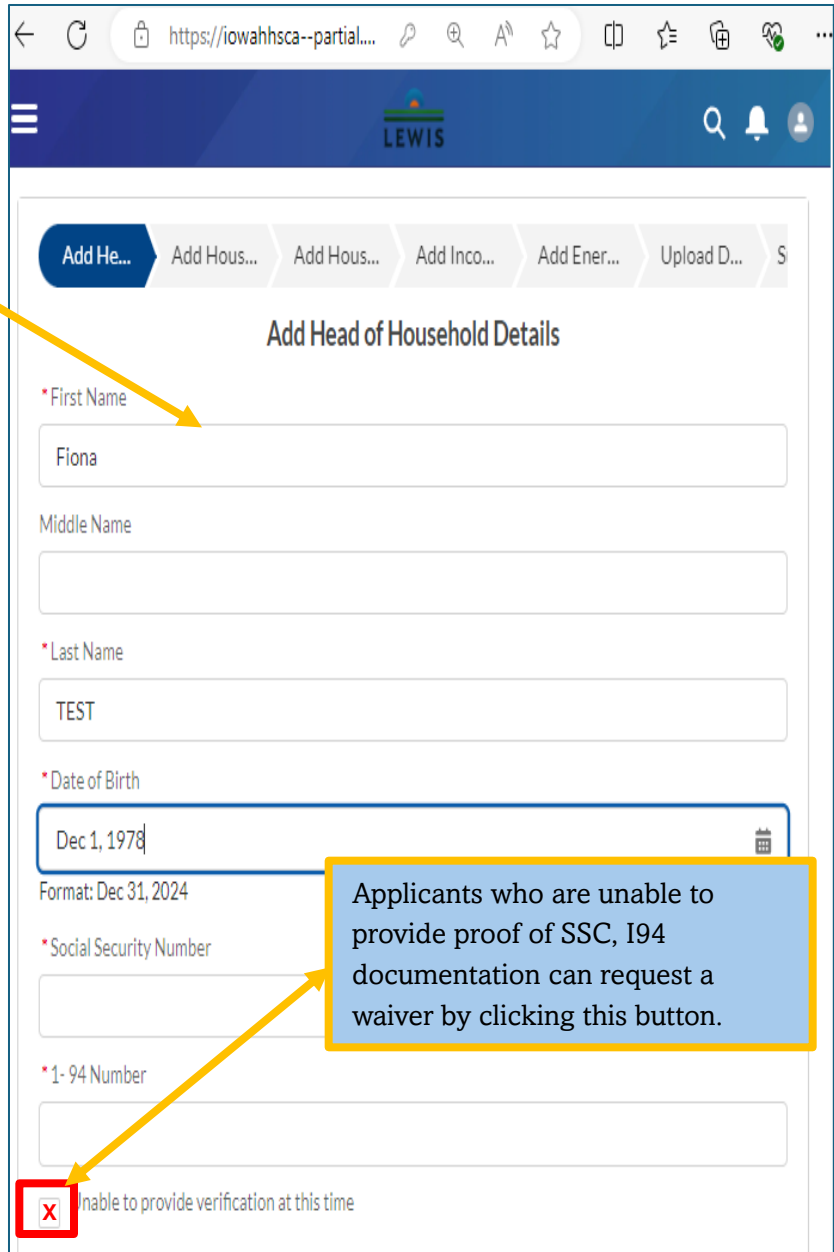 https://iowahhsca--partial....
LEWIS
Add He...
Add Hous...
Add Hous...
Add Inco...
Add Ener...
Upload D...
Add Head of Household Details
*First Name
Fiona
Middle Name
*Last Name
TEST
*Date of Birth
Dec 1, 1978
Format: Dec 31, 2024
Applicants who are unable to
provide proof of SSC, I94
documentation can request a
waiver by clicking this button.
*Social Security Number
*1- 94 Number
X
Unable to provide verification at this time